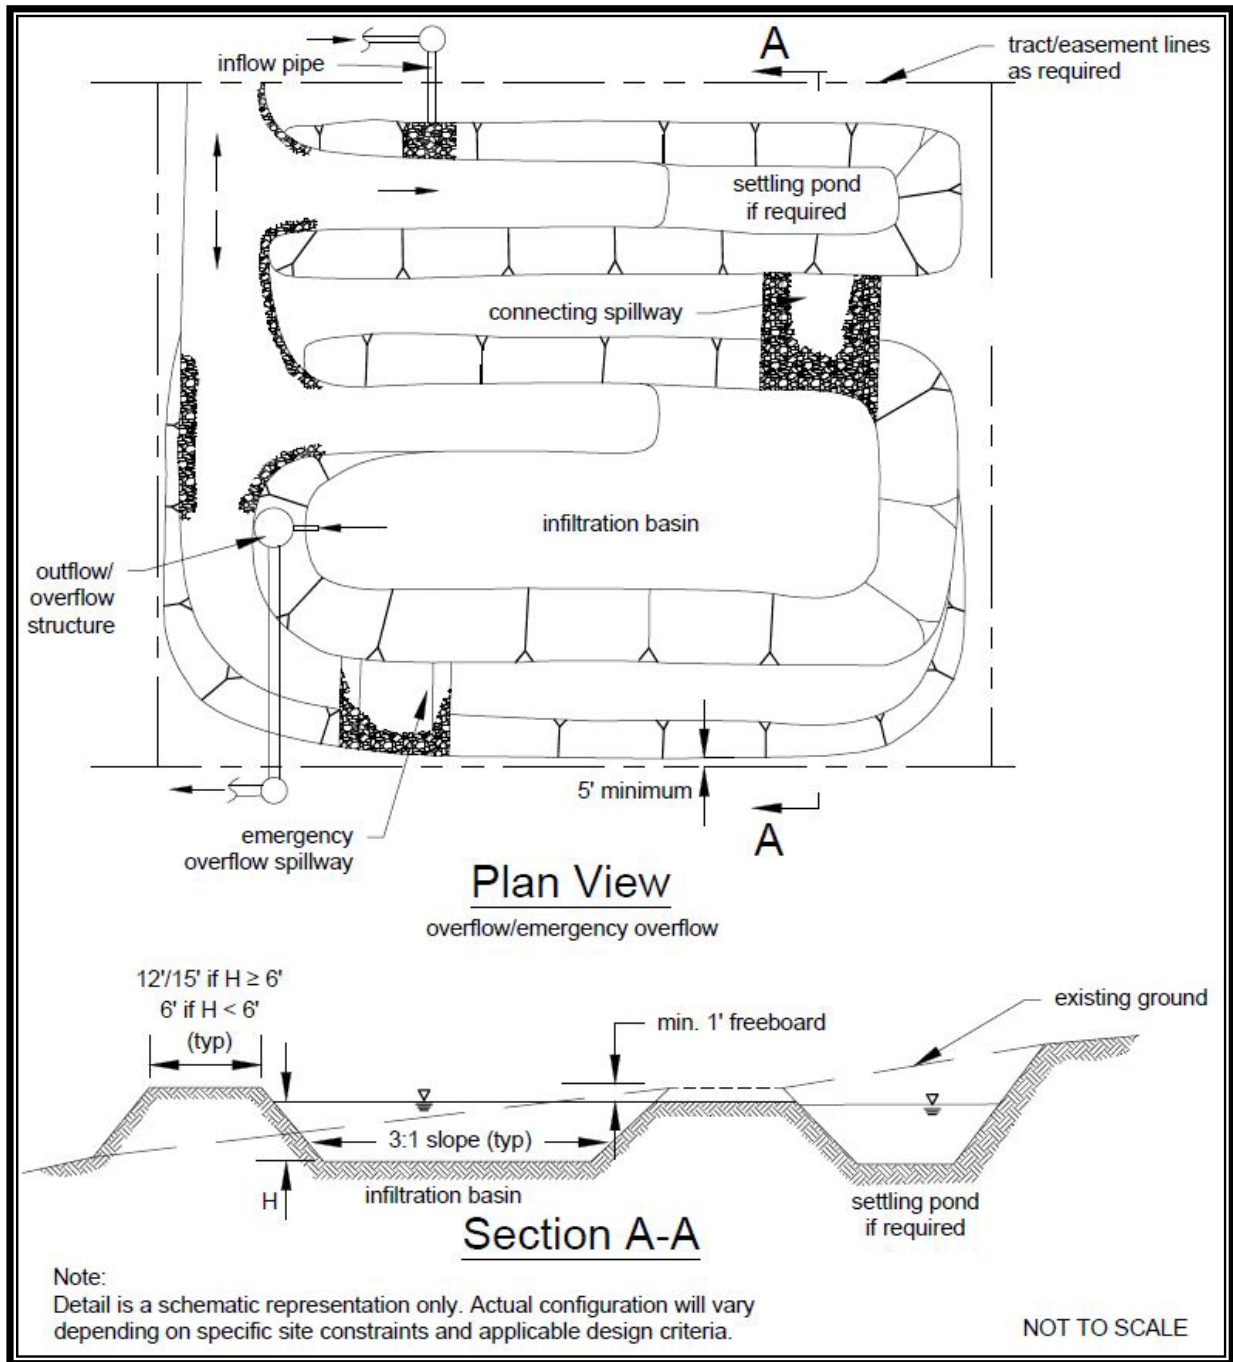 A
tract/easement lines
as required
inflow pipe
settling pond
if required
connecting spillway
infiltration basin
outflow/
overflow
structure
5' minimum
A
emergency
overflow spillway
Plan View
overflow/emergency overflow
12'/15' if H ≥ 6'
6' if H < 6'
(typ)
existing ground
min. 1' freeboard
3:1 slope (typ)
H
infiltration basin
settling pond
if required
Section A-A
Note:
Detail is a schematic representation only. Actual configuration will vary
depending on specific site constraints and applicable design criteria.
NOT TO SCALE